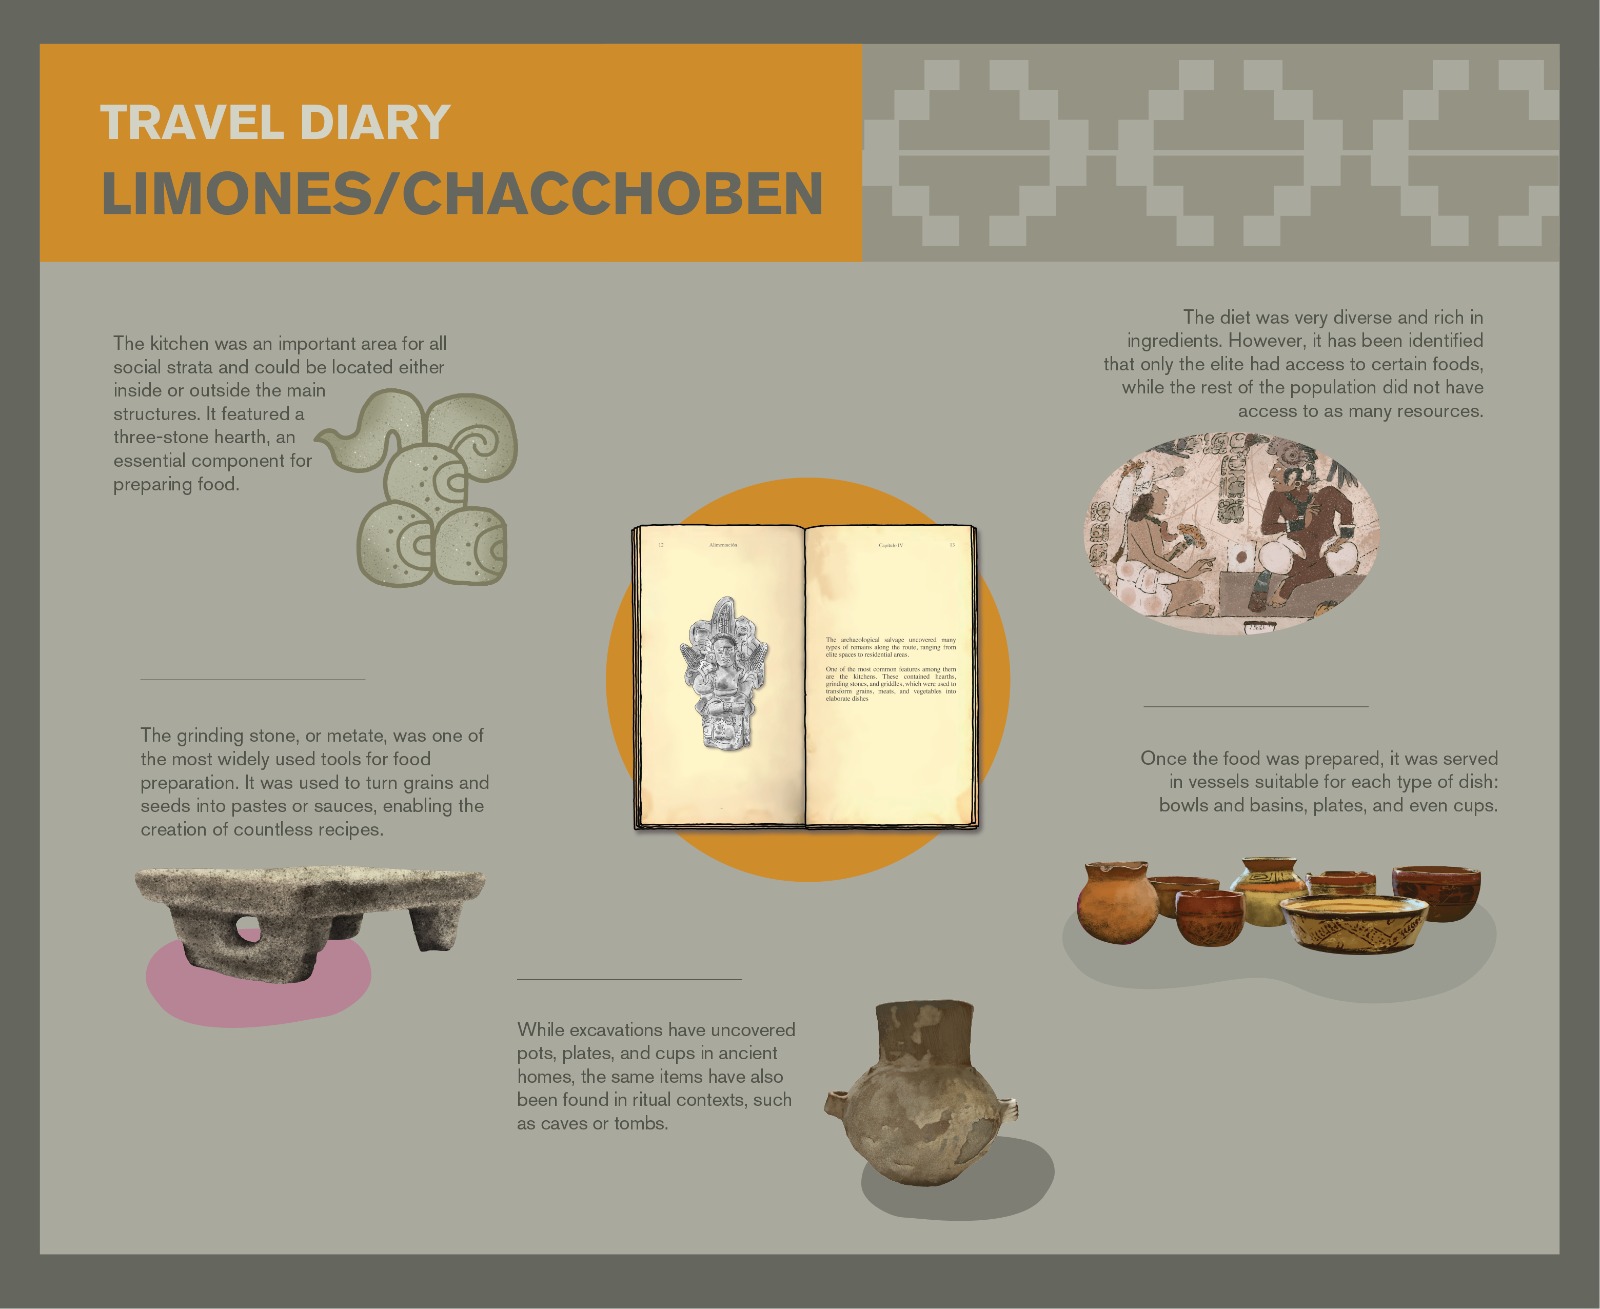 TRAVEL DIARY
LIMONES/CHACCHOBEN
The kitchen was an important area for all
social strata and could be located either
inside or outside the main
structures. It featured a
three-stone hearth, an
essential component for
preparing food.
The grinding stone, or metate, was one of
the most widely used tools for food
preparation. It was used to turn grains and
seeds into pastes or sauces, enabling the
creation of countless recipes.
12 Alimentación
Capítulo IV 13
The archaeological salvage uncovered many
types of remains along the route, ranging from
elite spaces to residential areas.
One of the most common features among them
are the kitchens. These contained hearths,
grinding stones, and griddles, which were used to
transform grains, meats, and vegetables into
elaborate dishes
While excavations have uncovered
pots, plates, and cups in ancient
homes, the same items have also
been found in ritual contexts, such
as caves or tombs.
The diet was very diverse and rich in
ingredients. However, it has been identified
that only the elite had access to certain foods,
while the rest of the population did not have
access to as many resources.
Once the food was prepared, it was served
in vessels suitable for each type of dish:
bowls and basins, plates, and even cups.